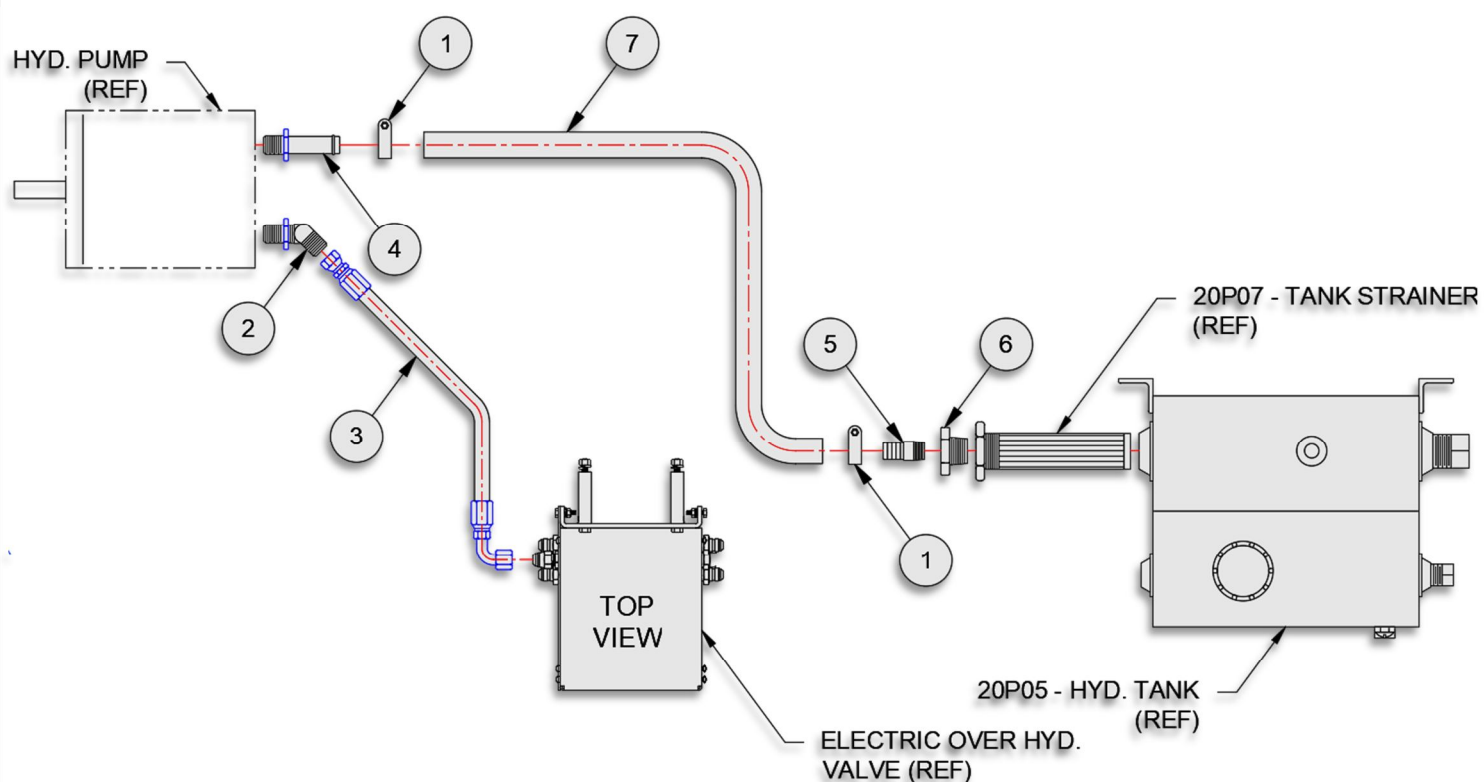 HYD. PUMP
(REF)
1
7
4
2
3
20P07 - TANK STRAINER
(REF)
5
6
1
TOP
VIEW
20P05 - HYD. TANK
(REF)
ELECTRIC OVER HYD.
VALVE (REF)